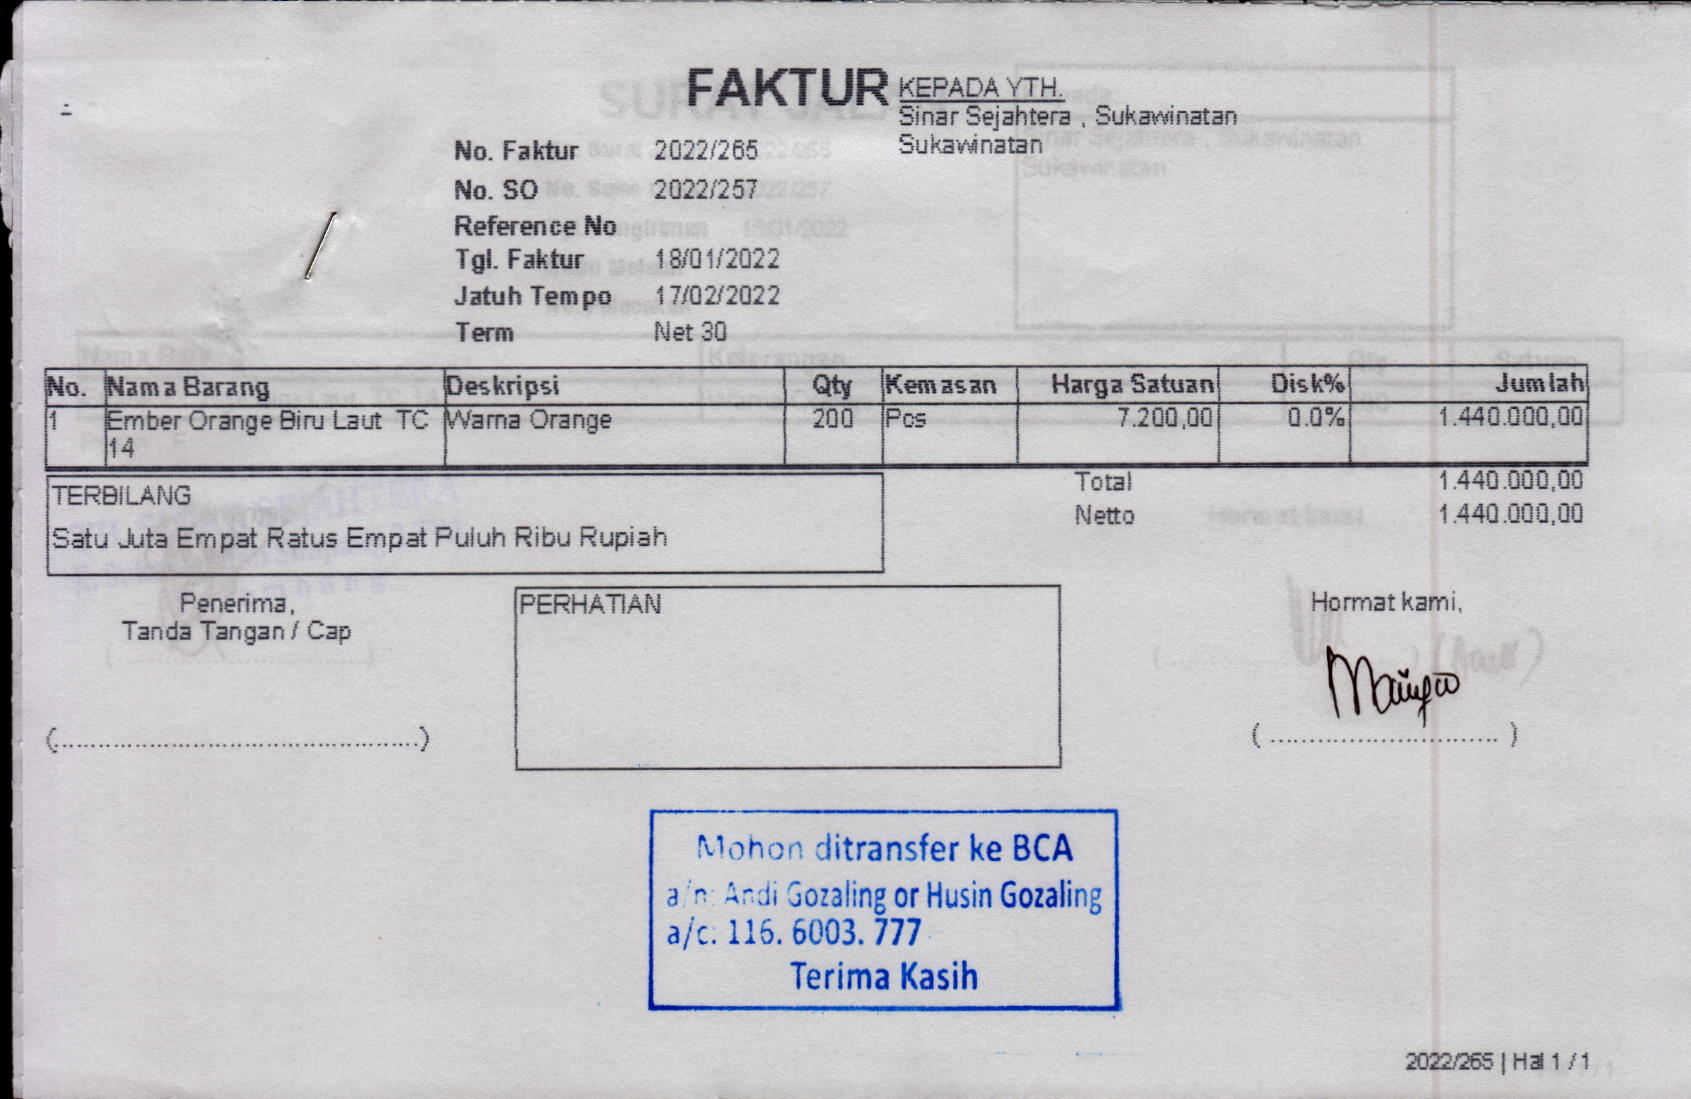 FAKTUR
KEPADA YTH.
Sinar Sejahtera , Sukawinatan
Sukawinatan
No. Faktur 2022/265
No. SO 2022/257
Reference No
Tgl. Faktur 18/01/2022
Jatuh Tempo 17/02/2022
Term Net 30
No. Nama Barang Deskripsi Qty Kemasan Harga Satuan Disk% Jumlah
1 Ember Orange Biru Laut TC Warna Orange 200 Pcs 7.200,00 0.0% 1.440.000,00
14
Total 1.440.000,00
Netto 1.440.000,00
TERBILANG
Satu Juta Empat Ratus Empat Puluh Ribu Rupiah
Penerima,
Tanda Tangan / Cap
(................................................)
PERHATIAN
Hormat kami,
( ............................. )
Mohon ditransfer ke BCA
a/n: Andi Gozaling or Husin Gozaling
a/c: 116. 6003. 777
Terima Kasih
2022/265 | Hal 1 / 1